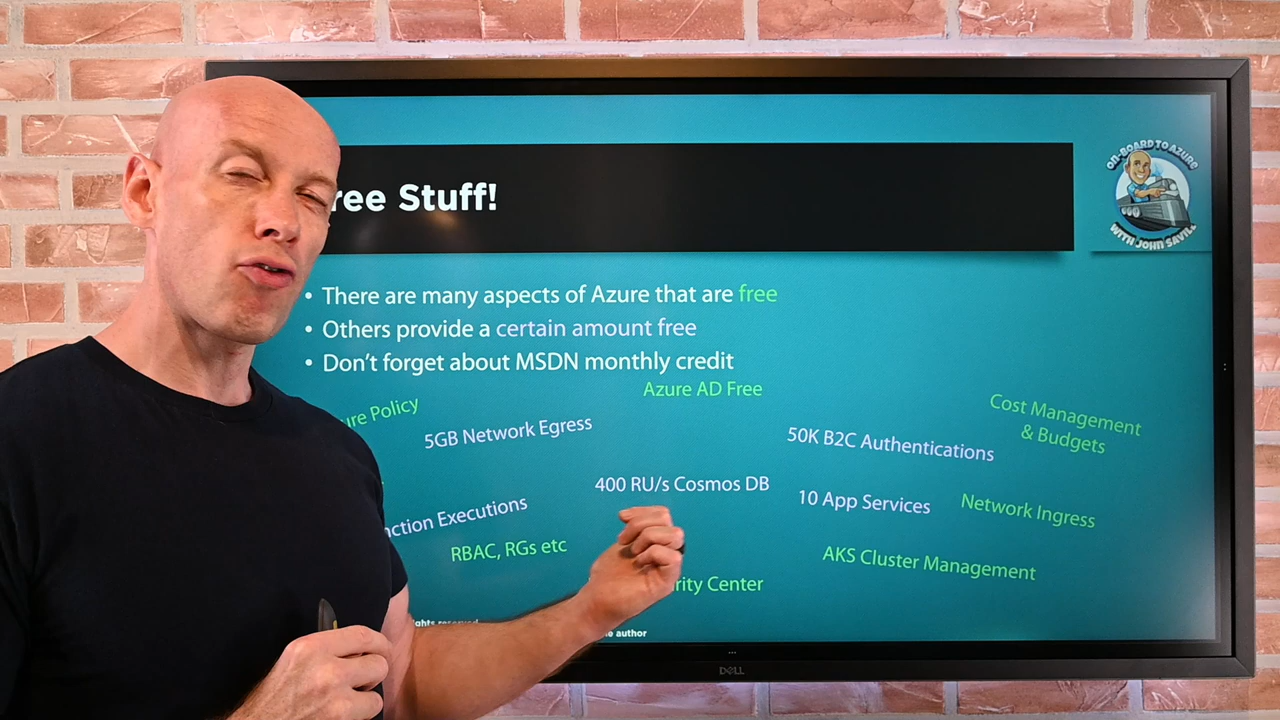 ree Stuff!
ON-BOARD TO AZURE
WITH JOHN SAVILL
• There are many aspects of Azure that are free
• Others provide a certain amount free
• Don't forget about MSDN monthly credit
Azure AD Free
ure Policy
5GB Network Egress
50K B2C Authentications
Cost Management
& Budgets
400 RU/s Cosmos DB
nction Executions
10 App Services
Network Ingress
RBAC, RGs etc
AKS Cluster Management
rity Center
ghts reserved
e author
DELL